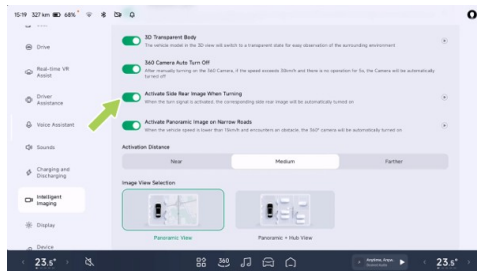 15:19 327 km 68%
Drive
Real-time VR
Assist
Driver
Assistance
Voice Assistant
Sounds
Charging and
Discharging
Intelligent
Imaging
Display
Device
3D Transparent Body
The vehicle model in the 3D view will switch to a transparent state for easy observation of the surrounding environment
360 Camera Auto Turn Off
After manually turning on the 360 Camera, if the speed exceeds 20km/h and there is no operation for 5s, the Camera will be automatically
turned off
Activate Side Rear Image When Turning
When the turn signal is activated, the corresponding side rear image will be automatically turned on
Activate Panoramic Image on Narrow Roads
When the vehicle speed is lower than 15km/h and encounters an obstacle, the 360° camera will be automatically turned on
Activation Distance
Near Medium Farther
Image View Selection
Panoramic View Panoramic + Hub View
23.5° 360 23.5°